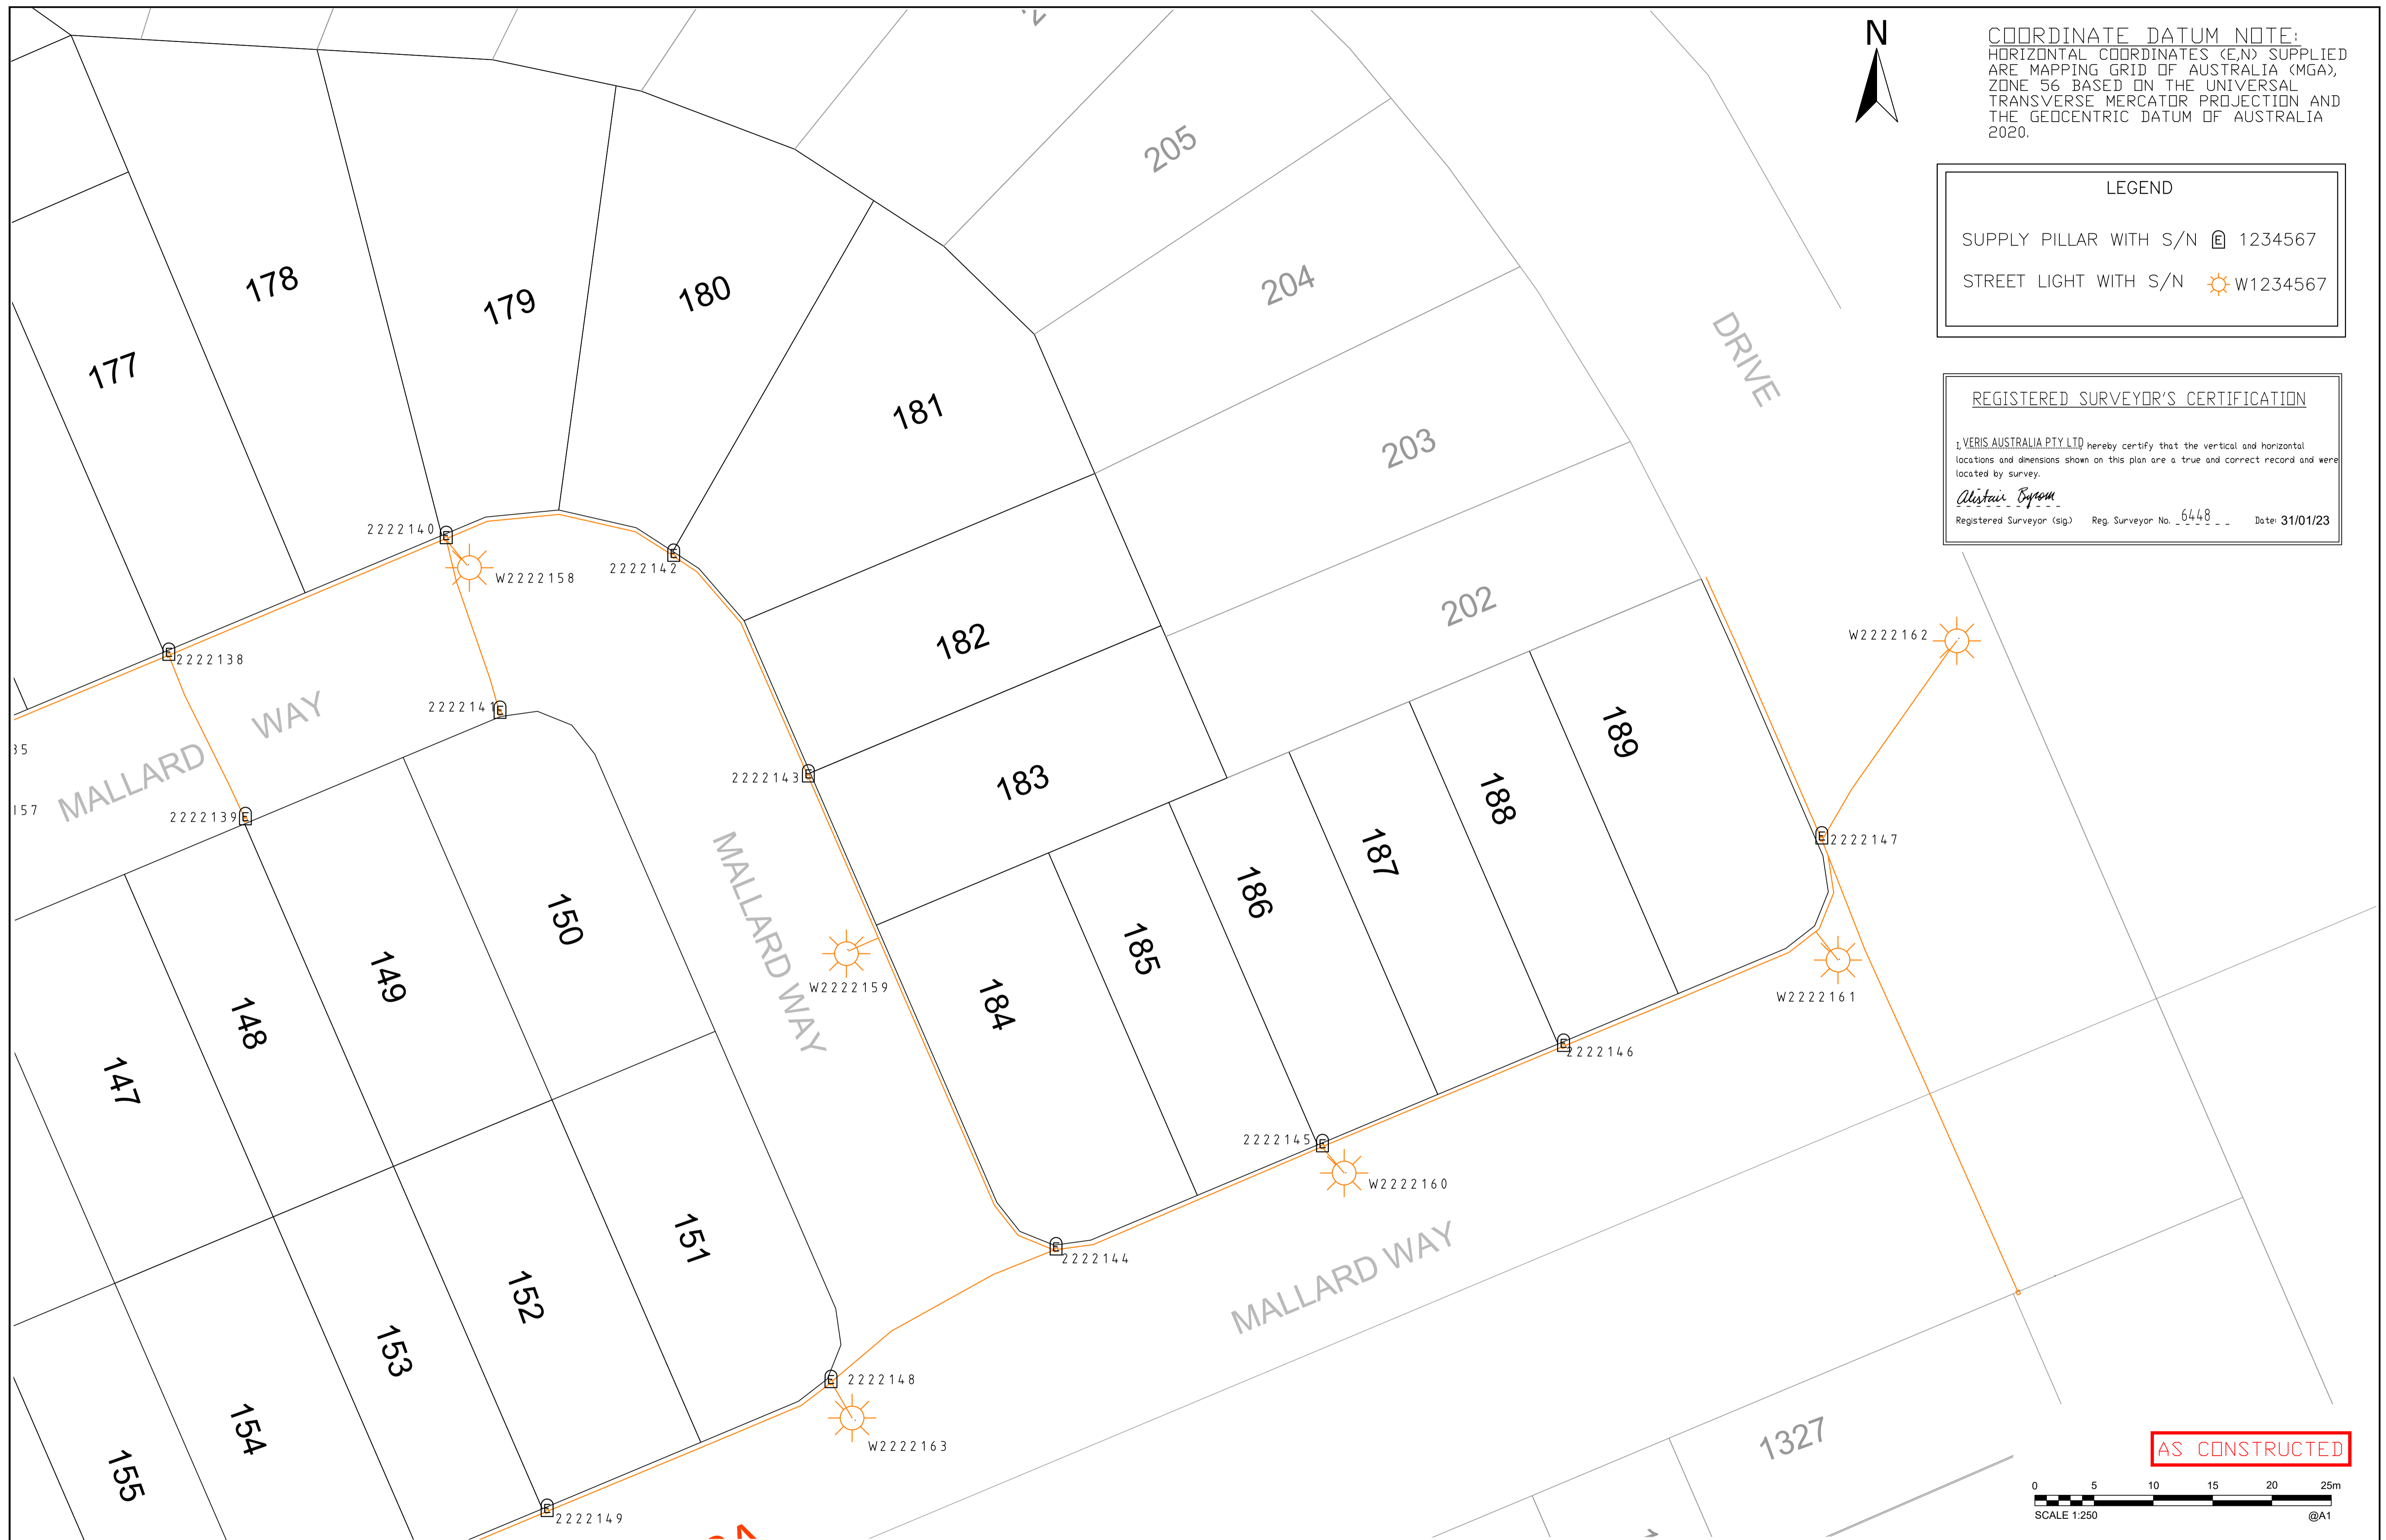 N
COORDINATE DATUM NOTE:
HORIZONTAL COORDINATES (E,N) SUPPLIED
ARE MAPPING GRID OF AUSTRALIA (MGA),
ZONE 56 BASED ON THE UNIVERSAL
TRANSVERSE MERCATOR PROJECTION AND
THE GEOCENTRIC DATUM OF AUSTRALIA
2020.
LEGEND
SUPPLY PILLAR WITH S/N E 1234567
STREET LIGHT WITH S/N W1234567
REGISTERED SURVEYOR'S CERTIFICATION
I, VERIS AUSTRALIA PTY LTD hereby certify that the vertical and horizontal
locations and dimensions shown on this plan are a true and correct record and were
located by survey.
Alistair Byrom
Registered Surveyor (sig.) Reg. Surveyor No. 6448 Date: 31/01/23
205
204
203
202
DRIVE
177
178
179
180
181
182
183
184
185
186
187
188
189
E 2222140
W2222158
E 2222142
E 2222138
E 2222141
E 2222139
E 2222143
W2222159
W2222162
E 2222147
W2222161
E 2222146
E 2222145
W2222160
E 2222144
E 2222148
W2222163
E 2222149
35
157
MALLARD WAY
MALLARD WAY
MALLARD WAY
147
148
149
150
151
152
153
154
155
1327
AS CONSTRUCTED
0 5 10 15 20 25m
SCALE 1:250 @A1